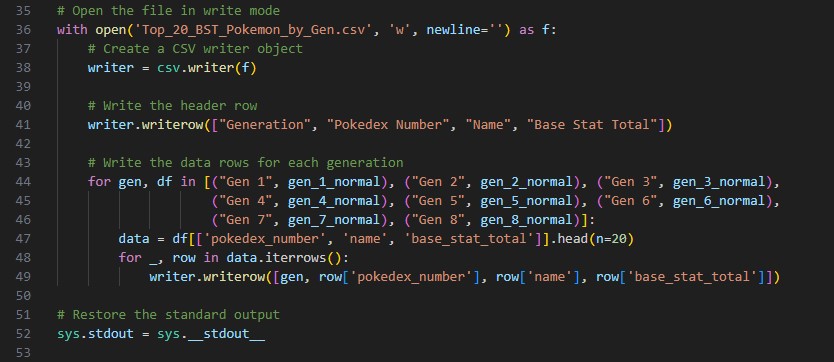 35 # Open the file in write mode
36 with open('Top_20_BST_Pokemon_by_Gen.csv', 'w', newline='') as f:
37     # Create a CSV writer object
38     writer = csv.writer(f)
39
40     # Write the header row
41     writer.writerow(["Generation", "Pokedex Number", "Name", "Base Stat Total"])
42
43     # Write the data rows for each generation
44     for gen, df in [("Gen 1", gen_1_normal), ("Gen 2", gen_2_normal), ("Gen 3", gen_3_normal),
45                     ("Gen 4", gen_4_normal), ("Gen 5", gen_5_normal), ("Gen 6", gen_6_normal),
46                     ("Gen 7", gen_7_normal), ("Gen 8", gen_8_normal)]:
47         data = df[['pokedex_number', 'name', 'base_stat_total']].head(n=20)
48         for _, row in data.iterrows():
49             writer.writerow([gen, row['pokedex_number'], row['name'], row['base_stat_total']])
50
51 # Restore the standard output
52 sys.stdout = sys.__stdout__
53